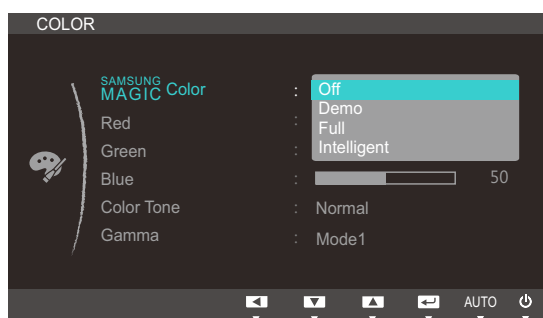 COLOR
SAMSUNG MAGIC Color : Off
Demo
Red :
Full
Green : Intelligent
Blue : 50
Color Tone : Normal
Gamma : Mode1
AUTO